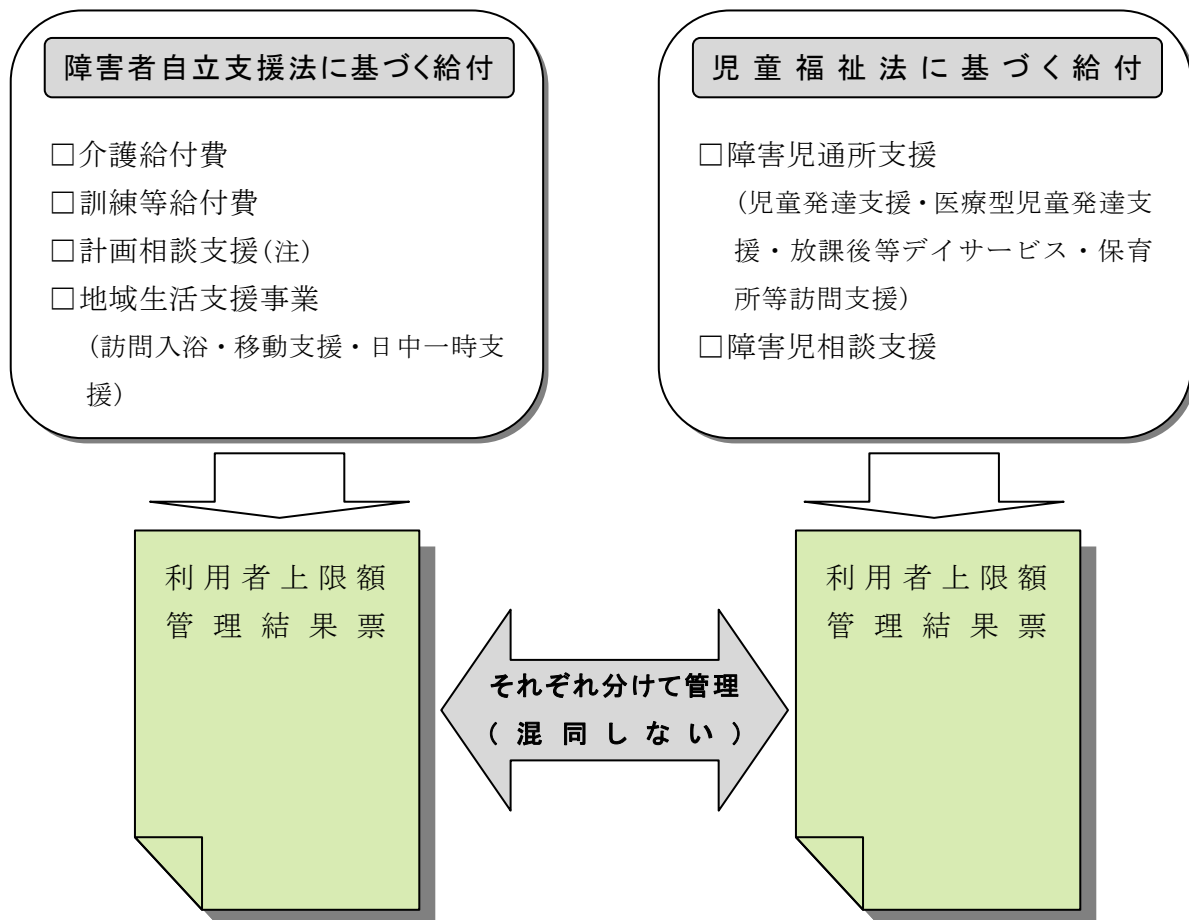 障害者自立支援法に基づく給付
□介護給付費
□訓練等給付費
□計画相談支援(注)
□地域生活支援事業
(訪問入浴・移動支援・日中一時支
援)
児童福祉法に基づく給付
□障害児通所支援
(児童発達支援・医療型児童発達支
援・放課後等デイサービス・保育
所等訪問支援)
□障害児相談支援
利用者上限額
管理結果票
それぞれ分けて管理
(混同しない)
利用者上限額
管理結果票